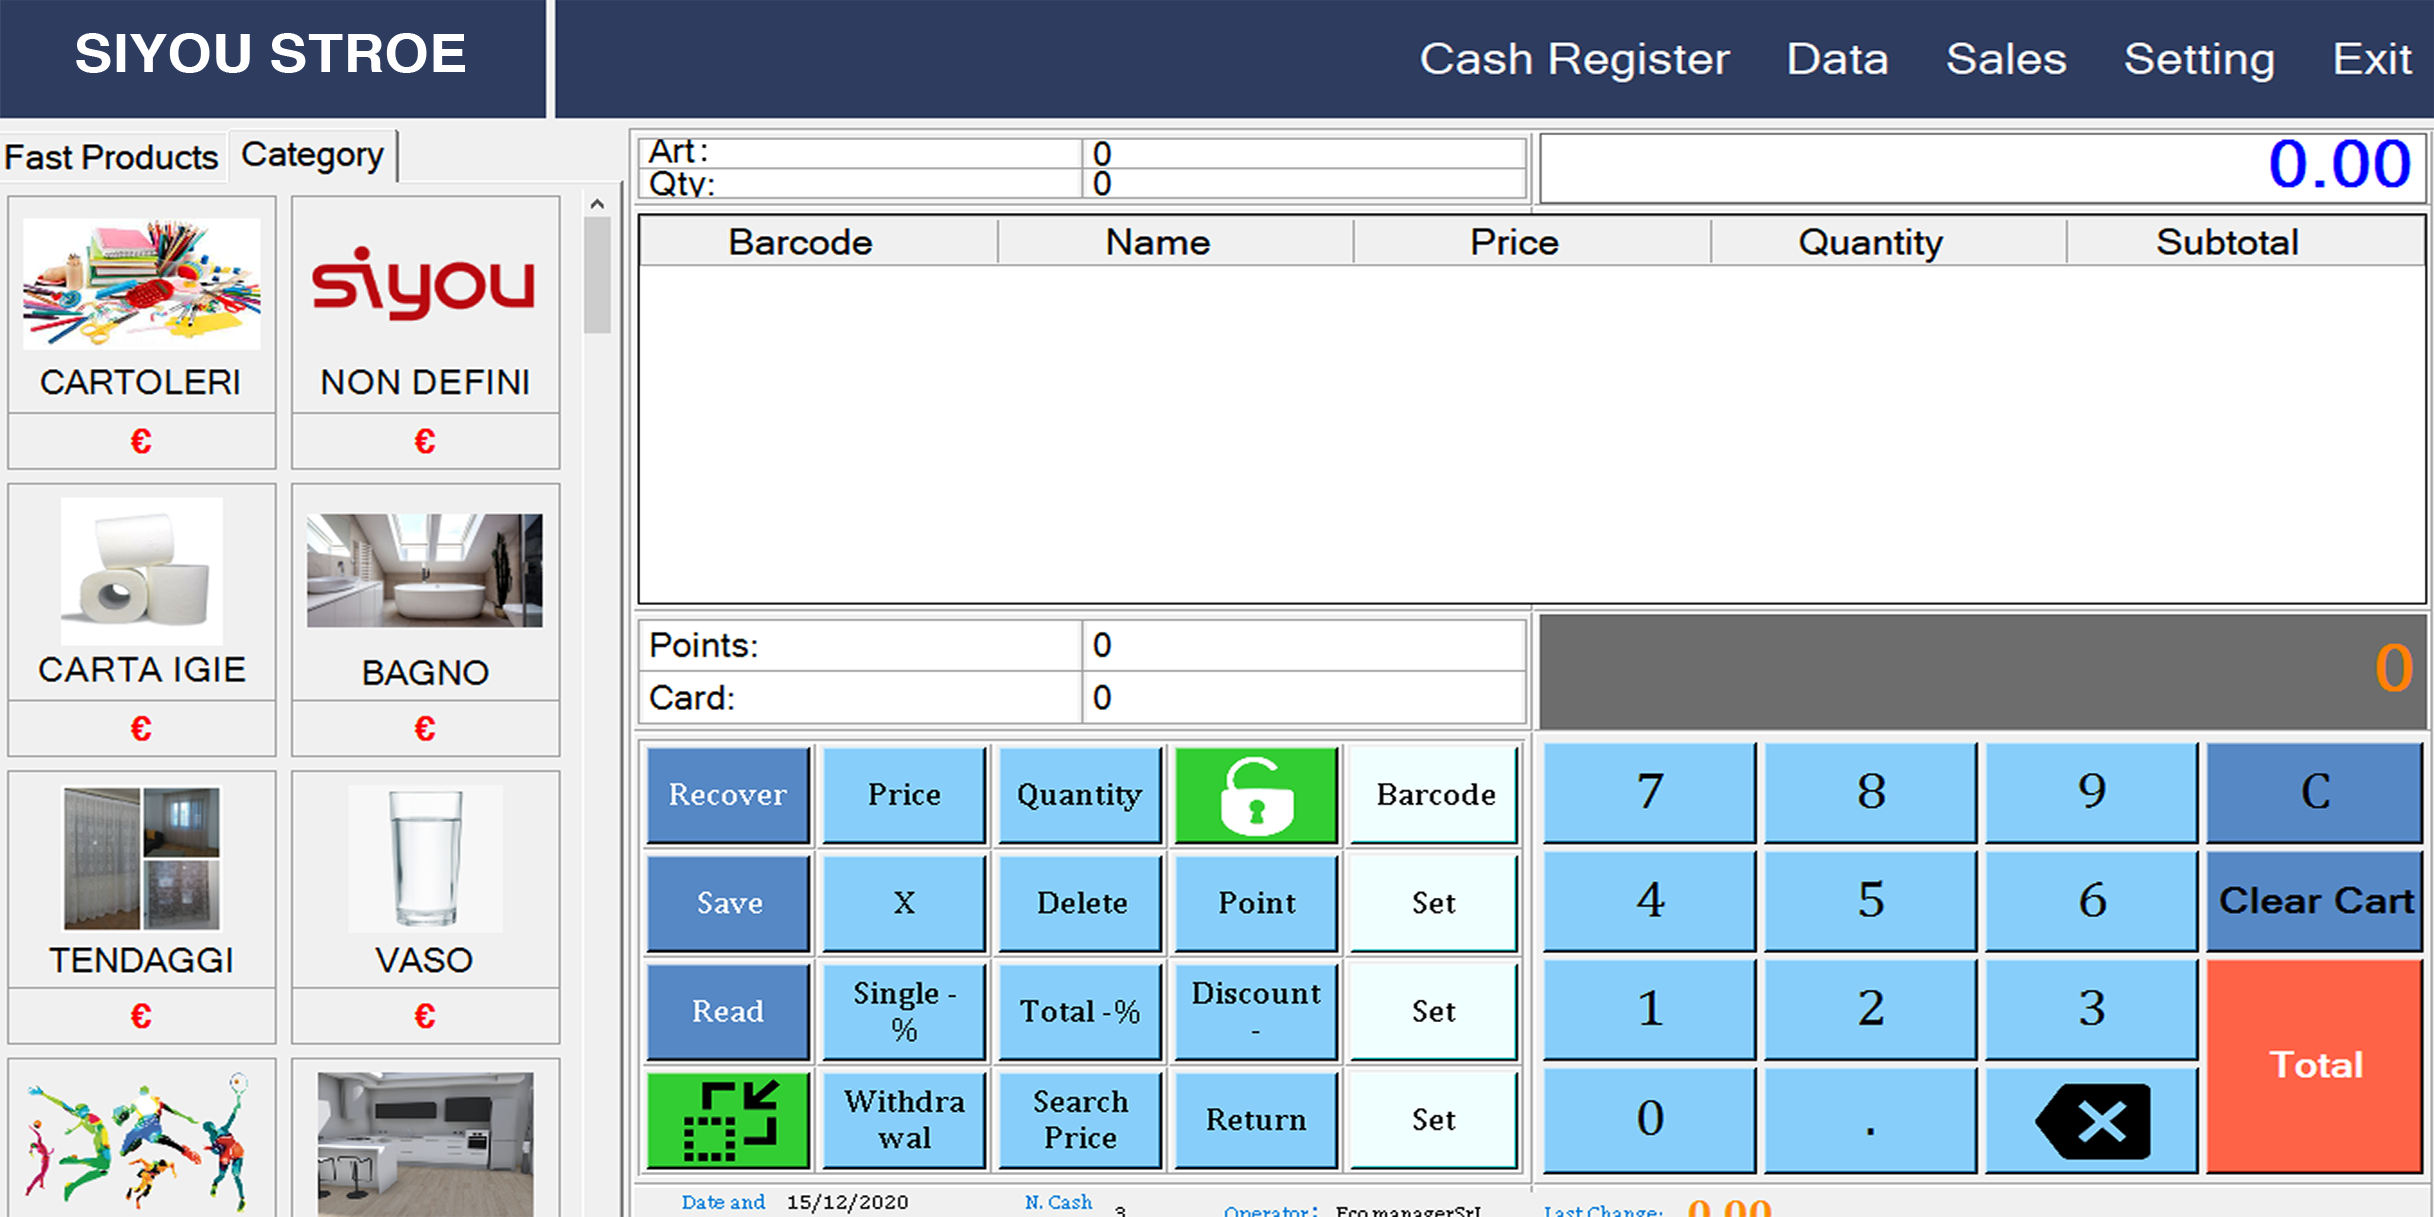 SIYOU STROE
Cash Register Data Sales Setting Exit
Fast Products Category
Art: 0
Qty: 0
0.00
Barcode Name Price Quantity Subtotal
siyou
CARTOLERI NON DEFINI
€ €
CARTA IGIE BAGNO
€ €
TENDAGGI VASO
€ €
Points: 0
Card: 0
0
Recover Price Quantity Barcode
Save X Delete Point Set
Read Single -% Total -% Discount - Set
Withdrawal Search Price Return Set
7 8 9 C
4 5 6 Clear Cart
1 2 3 Total
0 .
Date and 15/12/2020 N. Cash 3 Operator: EcomanagerSrl Last Change: 0.00